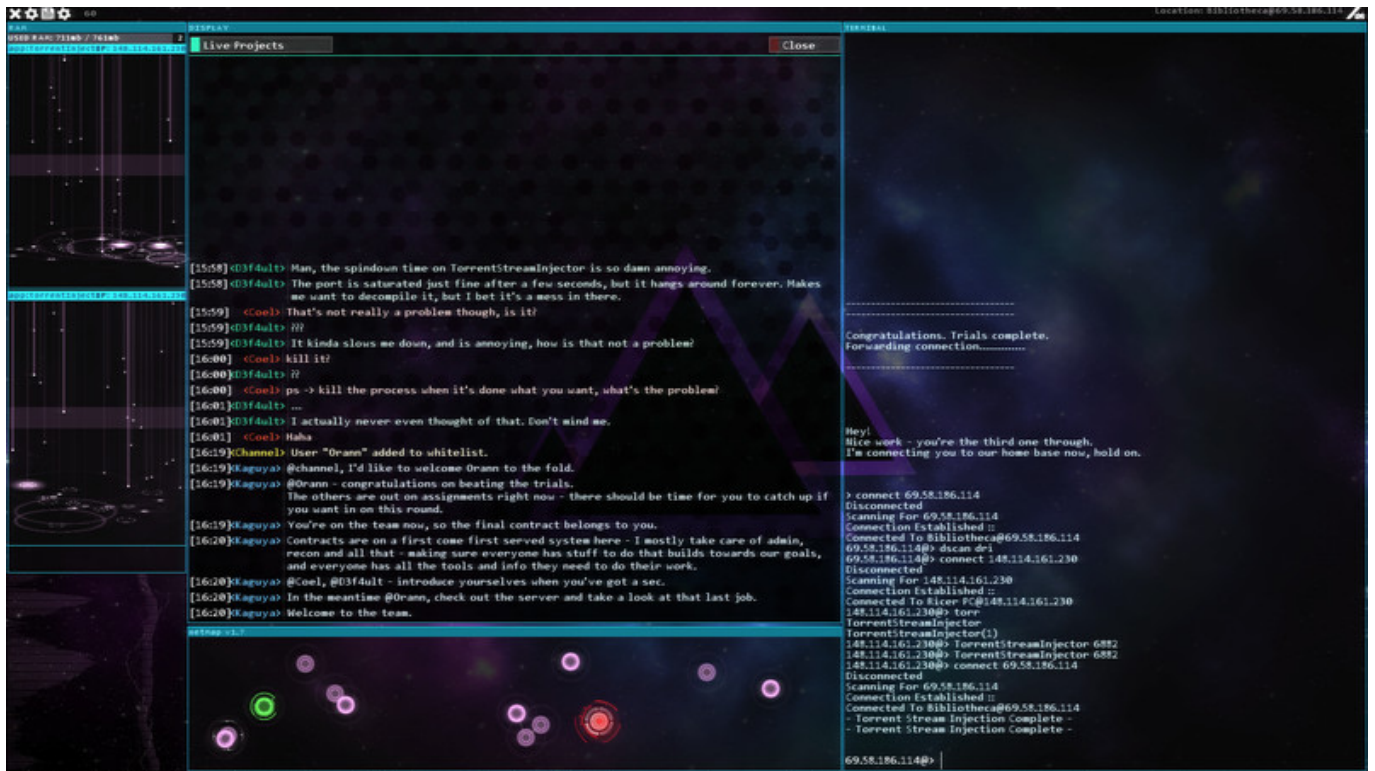 60
Location: Bibliotheca@69.58.186.114
RAM
USED RAM: 711mb / 761mb 2
app:TorrentInject@P: 148.114.161.230
app:TorrentInject@P: 148.114.161.230
DISPLAY
Live Projects
Close
[15:58]<D3f4ult> Man, the spindown time on TorrentStreamInjector is so damn annoying.
[15:58]<D3f4ult> The port is saturated just fine after a few seconds, but it hangs around forever. Makes
me want to decompile it, but I bet it's a mess in there.
[15:59] <Coel> That's not really a problem though, is it?
[15:59]<D3f4ult> ???
[15:59]<D3f4ult> It kinda slows me down, and is annoying, how is that not a problem?
[16:00] <Coel> kill it?
[16:00]<D3f4ult> ??
[16:00] <Coel> ps -> kill the process when it's done what you want, what's the problem?
[16:01]<D3f4ult> ...
[16:01]<D3f4ult> I actually never even thought of that. Don't mind me.
[16:01] <Coel> Haha
[16:19]<Channel> User "Orann" added to whitelist.
[16:19]<Kaguya> @channel, I'd like to welcome Orann to the fold.
[16:19]<Kaguya> @Orann - congratulations on beating the trials.
The others are out on assignments right now - there should be time for you to catch up if
you want in on this round.
[16:19]<Kaguya> You're on the team now, so the final contract belongs to you.
[16:20]<Kaguya> Contracts are on a first come first served system here - I mostly take care of admin,
recon and all that - making sure everyone has stuff to do that builds towards our goals,
and everyone has all the tools and info they need to do their work.
[16:20]<Kaguya> @Coel, @D3f4ult - introduce yourselves when you've got a sec.
[16:20]<Kaguya> In the meantime @Orann, check out the server and take a look at that last job.
[16:20]<Kaguya> Welcome to the team.
netmap v1.7
TERMINAL
--------------------------------
--------------------------------
Congratulations. Trials complete.
Forwarding connection..............
--------------------------------
Hey!
Nice work - you're the third one through.
I'm connecting you to our home base now, hold on.
> connect 69.58.186.114
Disconnected
Scanning For 69.58.186.114
Connection Established ::
Connected To Bibliotheca@69.58.186.114
69.58.186.114@> dscan dri
69.58.186.114@> connect 148.114.161.230
Disconnected
Scanning For 148.114.161.230
Connection Established ::
Connected To Ricer PC@148.114.161.230
148.114.161.230@> torr
TorrentStreamInjector
TorrentStreamInjector(1)
148.114.161.230@> TorrentStreamInjector 6882
148.114.161.230@> TorrentStreamInjector 6882
148.114.161.230@> connect 69.58.186.114
Disconnected
Scanning For 69.58.186.114
Connection Established ::
Connected To Bibliotheca@69.58.186.114
- Torrent Stream Injection Complete -
- Torrent Stream Injection Complete -
69.58.186.114@>